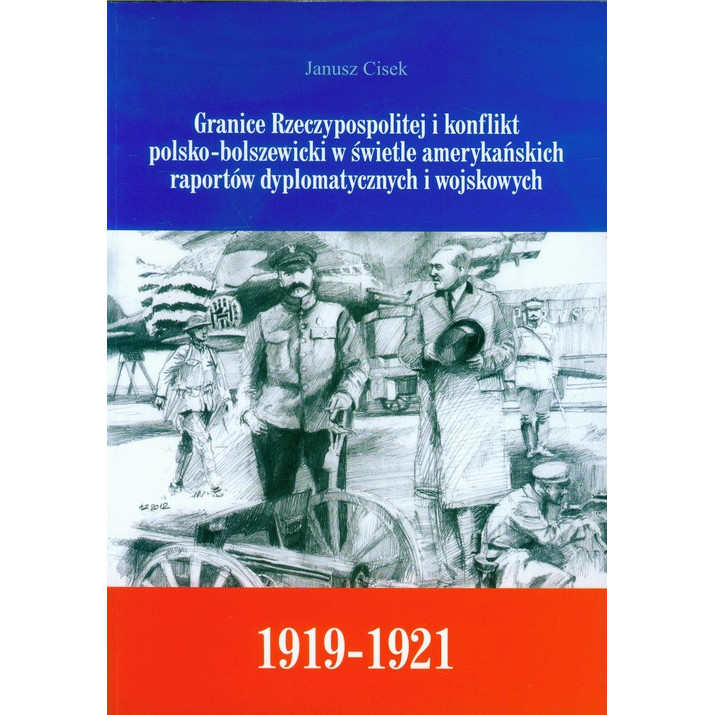 Janusz Cisek
Granice Rzeczypospolitej i konflikt
polsko-bolszewicki w świetle amerykańskich
raportów dyplomatycznych i wojskowych
1919-1921